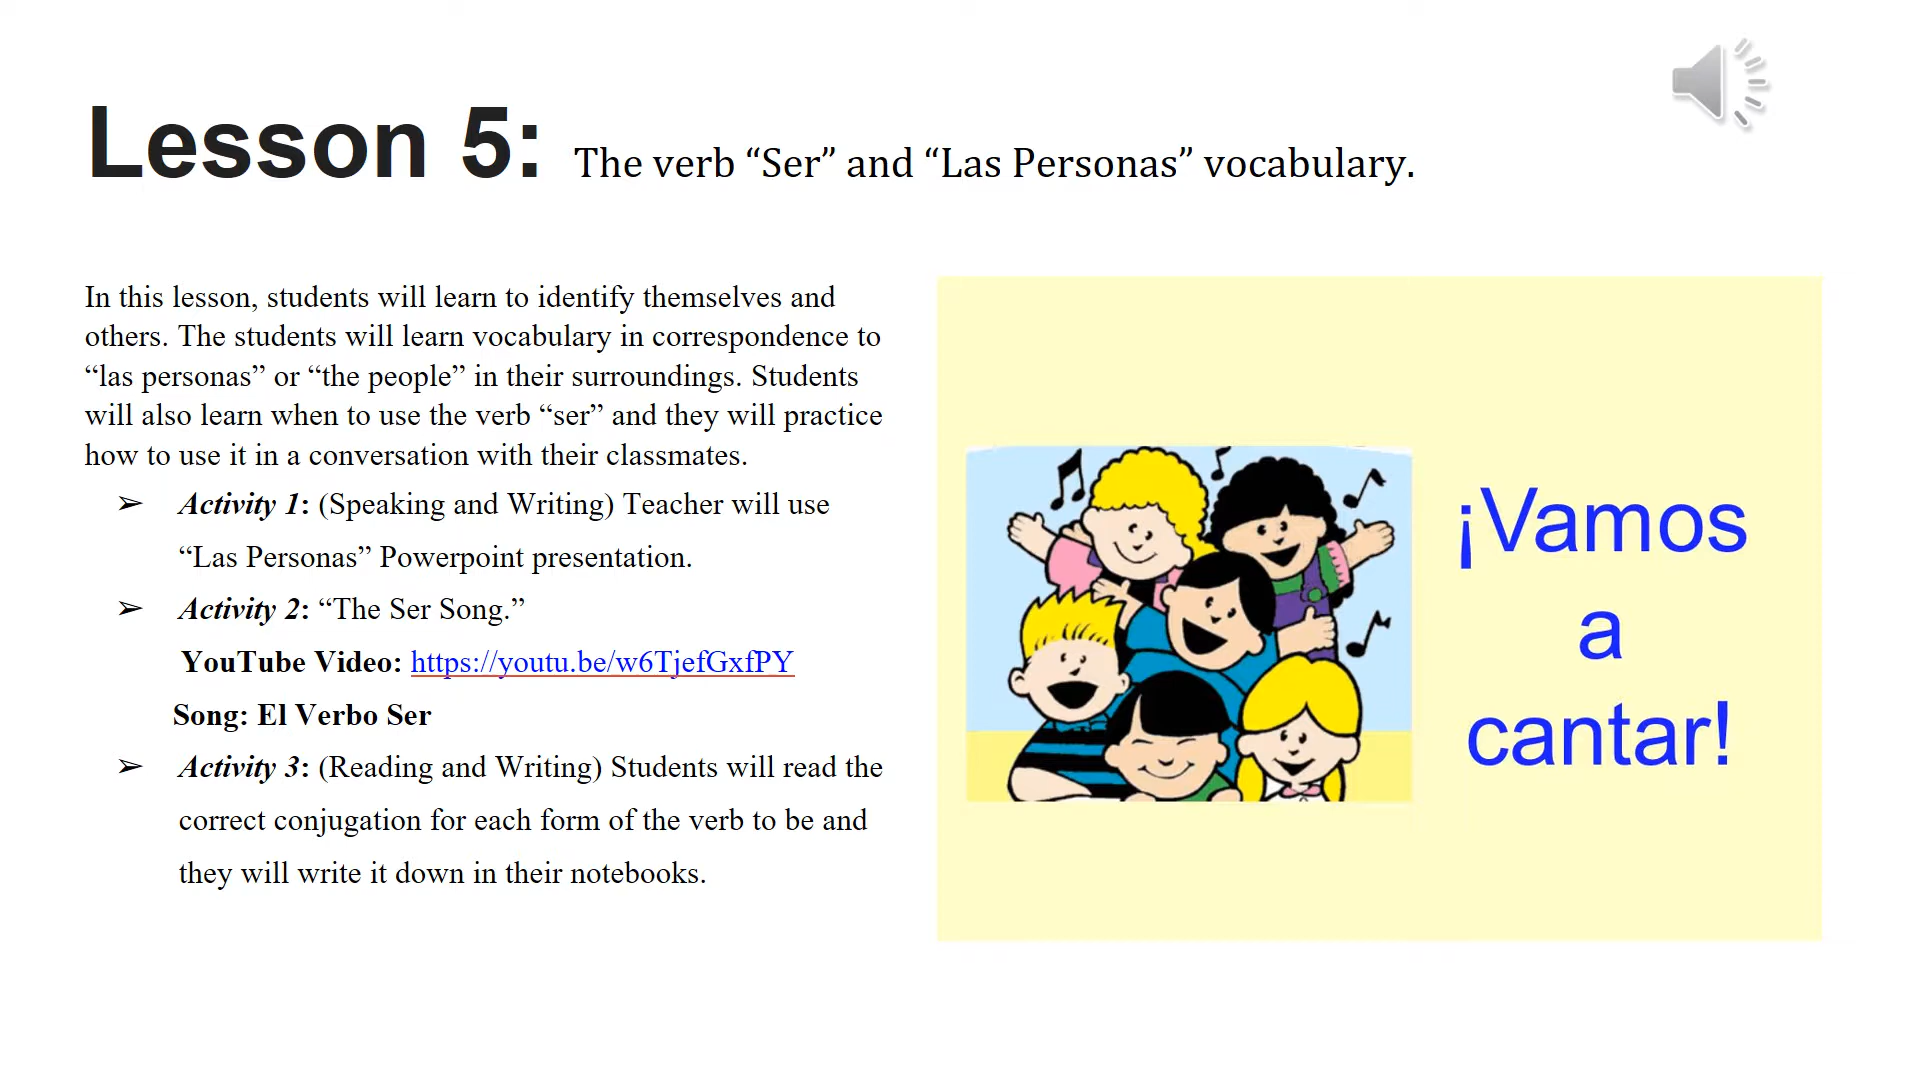 Lesson 5: The verb “Ser” and “Las Personas” vocabulary.
In this lesson, students will learn to identify themselves and
others. The students will learn vocabulary in correspondence to
“las personas” or “the people” in their surroundings. Students
will also learn when to use the verb “ser” and they will practice
how to use it in a conversation with their classmates.
➢ Activity 1: (Speaking and Writing) Teacher will use
“Las Personas” Powerpoint presentation.
➢ Activity 2: “The Ser Song.”
YouTube Video: https://youtu.be/w6TjefGxfPY
Song: El Verbo Ser
➢ Activity 3: (Reading and Writing) Students will read the
correct conjugation for each form of the verb to be and
they will write it down in their notebooks.
¡Vamos
a
cantar!